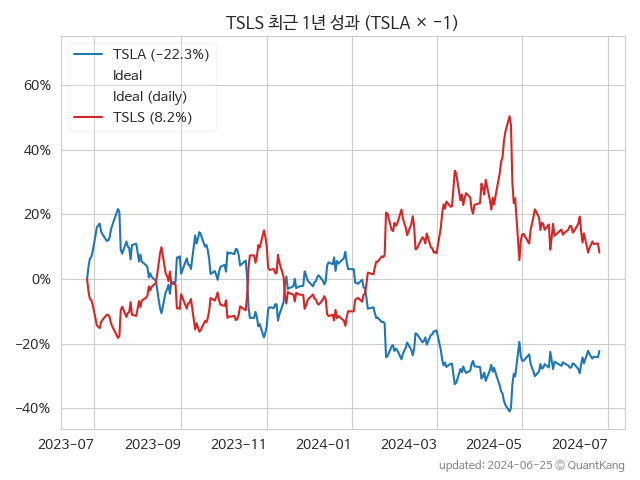 TSLS 최근 1년 성과 (TSLA × -1)
TSLA (-22.3%)
Ideal
Ideal (daily)
TSLS (8.2%)
60%
40%
20%
0%
-20%
-40%
2023-07 2023-09 2023-11 2024-01 2024-03 2024-05 2024-07
updated: 2024-06-25 © QuantKang